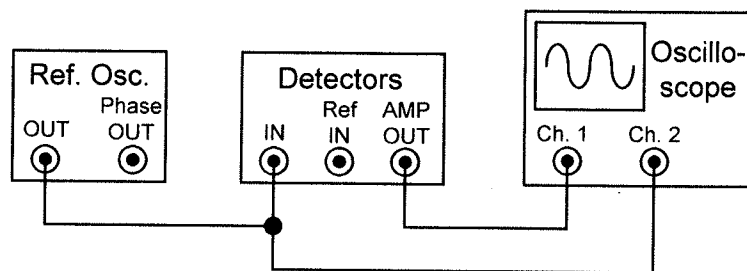 Ref. Osc.
Phase
OUT
OUT
Detectors
Ref
AMP
IN
IN
OUT
Oscillo-
scope
Ch. 1
Ch. 2